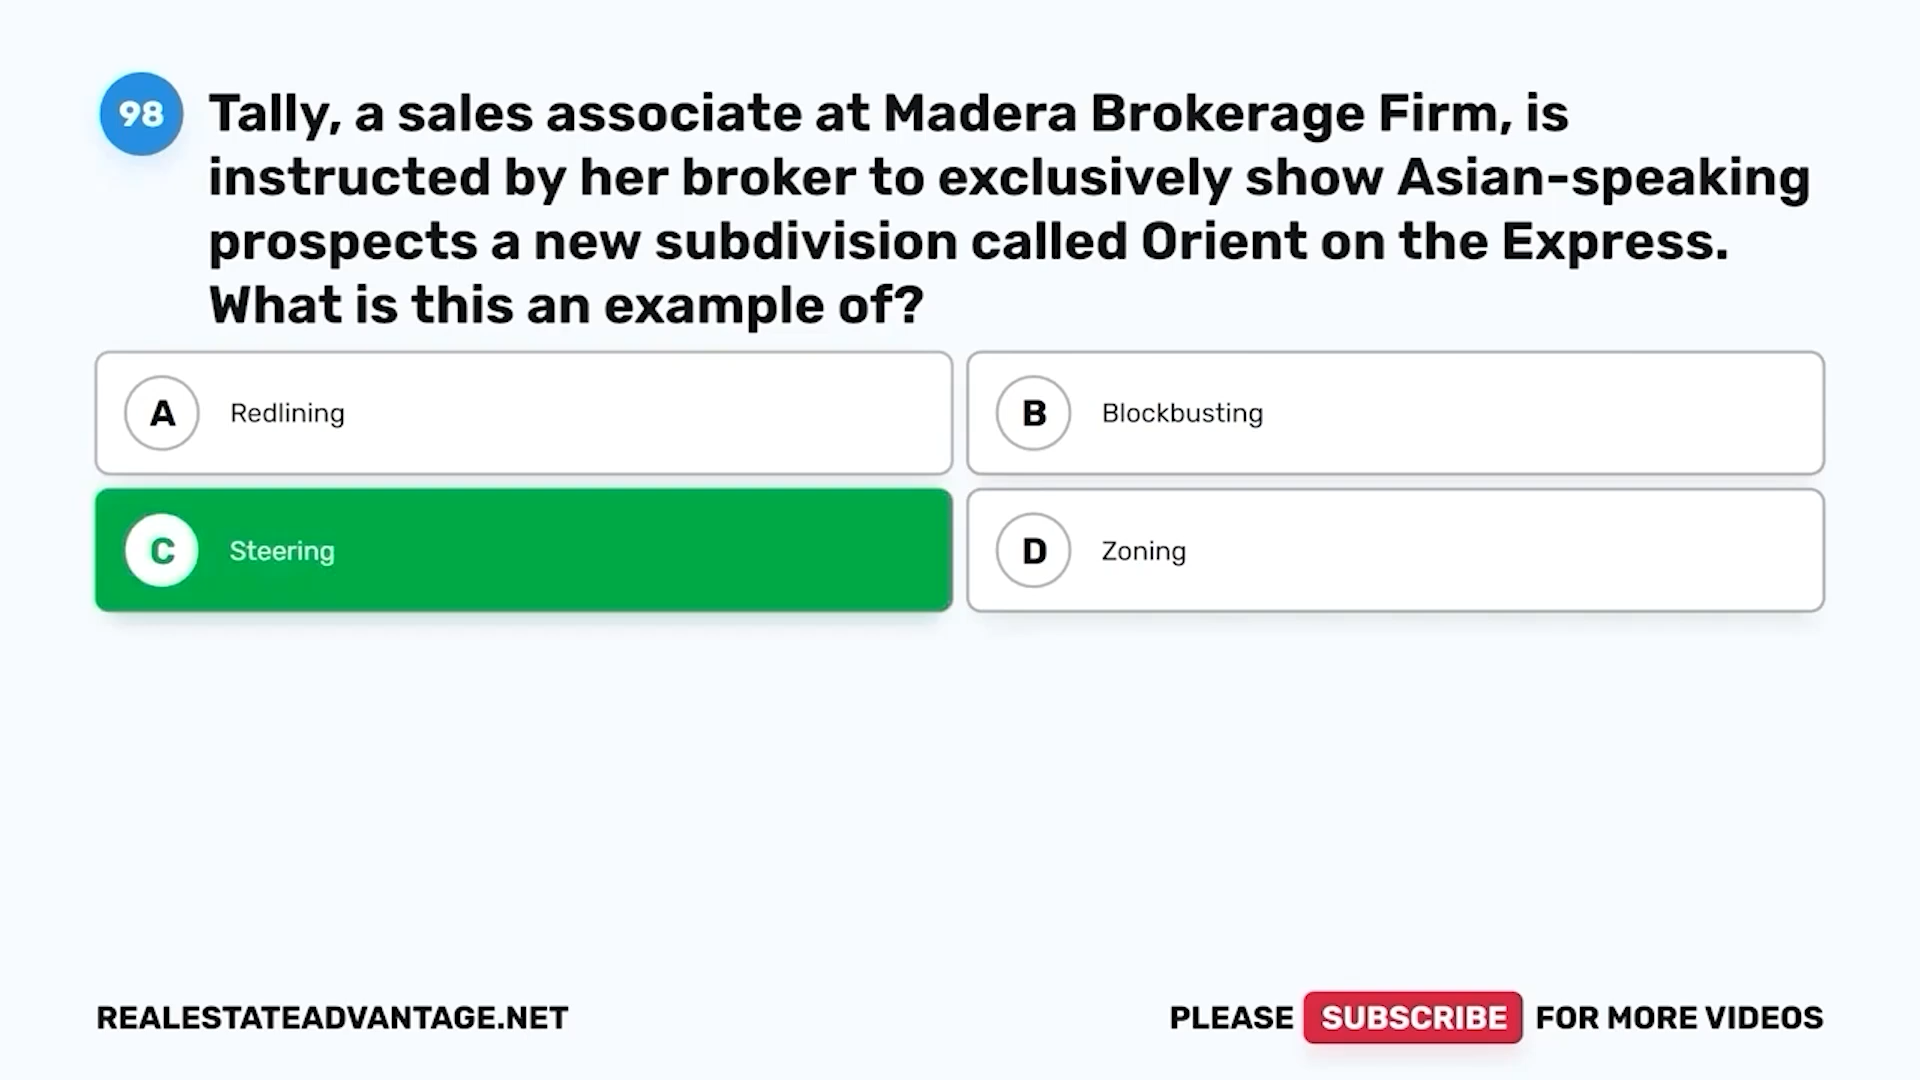 98
Tally, a sales associate at Madera Brokerage Firm, is
instructed by her broker to exclusively show Asian-speaking
prospects a new subdivision called Orient on the Express.
What is this an example of?
A Redlining
B Blockbusting
C Steering
D Zoning
REALESTATEADVANTAGE.NET
PLEASE SUBSCRIBE FOR MORE VIDEOS